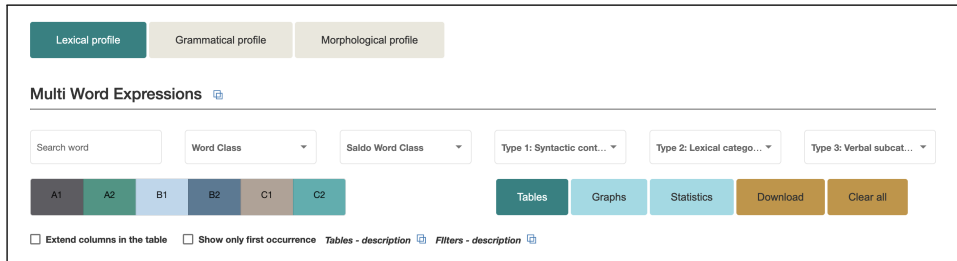 Lexical profile Grammatical profile Morphological profile
Multi Word Expressions
Search word Word Class Saldo Word Class Type 1: Syntactic cont... Type 2: Lexical catego... Type 3: Verbal subcat...
A1 A2 B1 B2 C1 C2 Tables Graphs Statistics Download Clear all
Extend columns in the table Show only first occurrence Tables - description FIlters - description